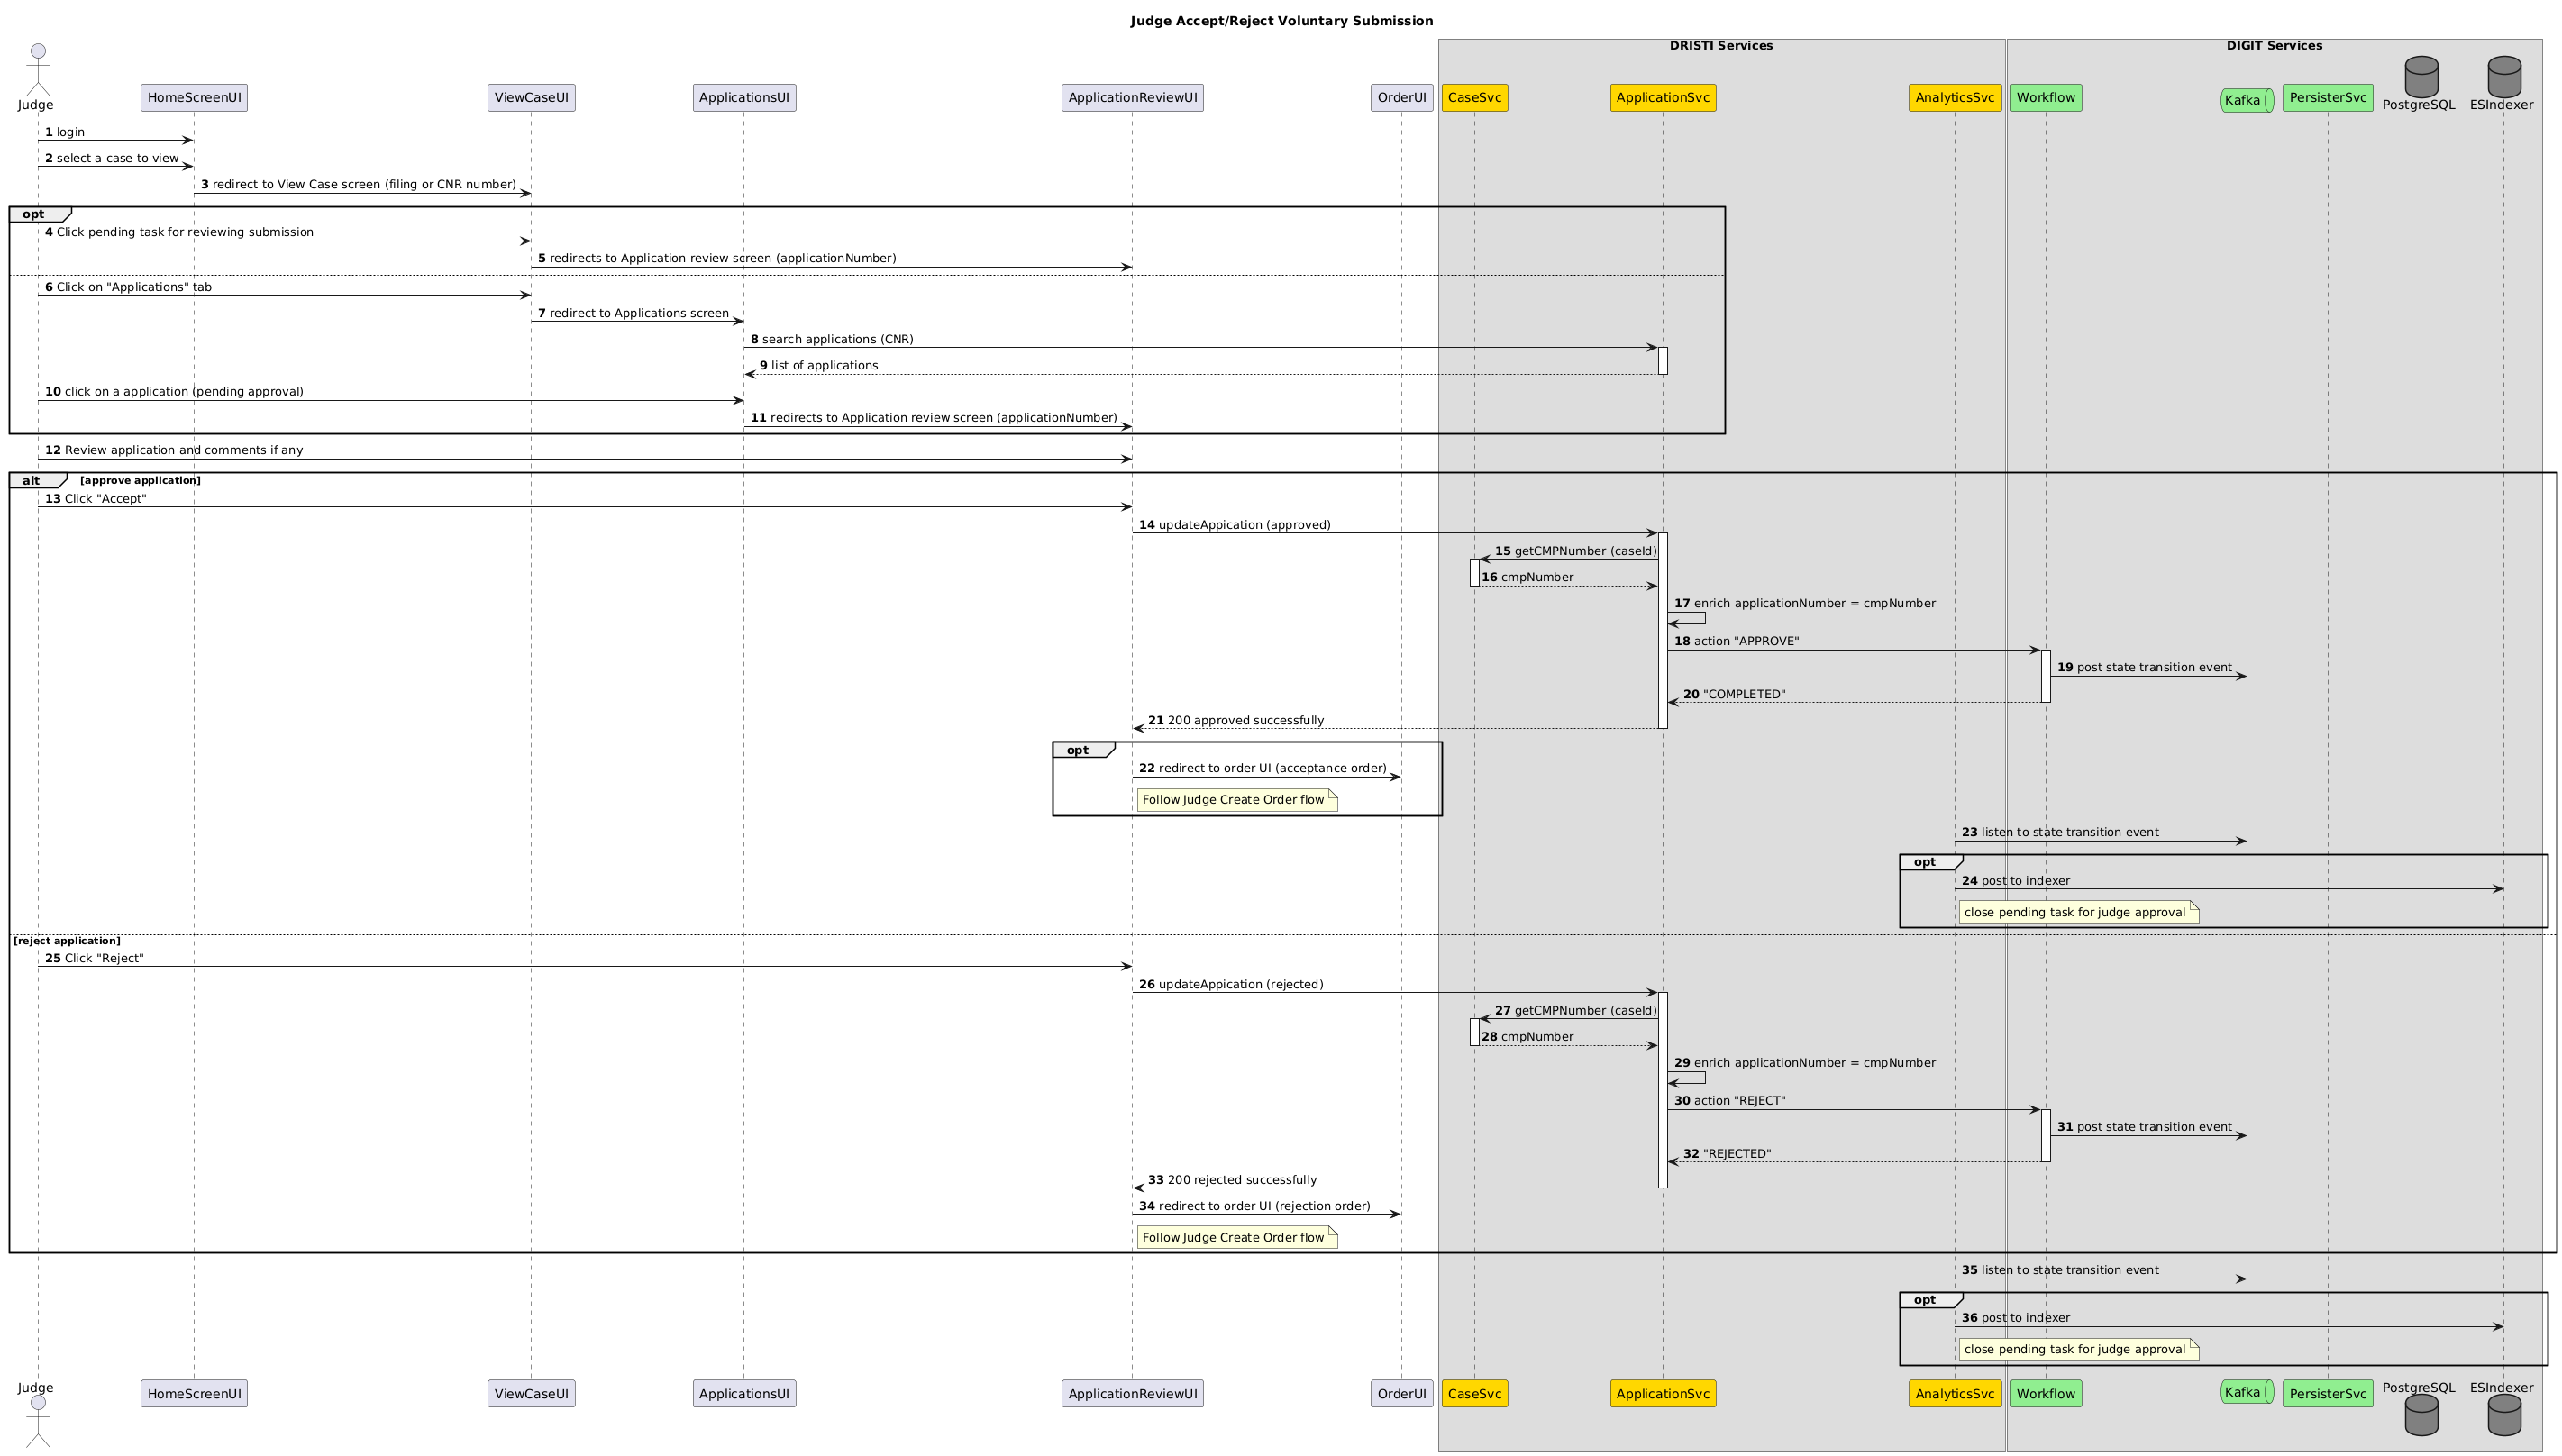 Judge Accept/Reject Voluntary Submission
DRISTI Services
DIGIT Services
Judge
HomeScreenUI
ViewCaseUI
ApplicationsUI
ApplicationReviewUI
OrderUI
CaseSvc
ApplicationSvc
AnalyticsSvc
Workflow
Kafka
PersisterSvc
PostgreSQL
ESIndexer
1 login
2 select a case to view
3 redirect to View Case screen (filing or CNR number)
opt
4 Click pending task for reviewing submission
5 redirects to Application review screen (applicationNumber)
6 Click on "Applications" tab
7 redirect to Applications screen
8 search applications (CNR)
9 list of applications
10 click on a application (pending approval)
11 redirects to Application review screen (applicationNumber)
12 Review application and comments if any
alt [approve application]
13 Click "Accept"
14 updateAppication (approved)
15 getCMPNumber (caseId)
16 cmpNumber
17 enrich applicationNumber = cmpNumber
18 action "APPROVE"
19 post state transition event
20 "COMPLETED"
21 200 approved successfully
opt
22 redirect to order UI (acceptance order)
Follow Judge Create Order flow
23 listen to state transition event
opt
24 post to indexer
close pending task for judge approval
[reject application]
25 Click "Reject"
26 updateAppication (rejected)
27 getCMPNumber (caseId)
28 cmpNumber
29 enrich applicationNumber = cmpNumber
30 action "REJECT"
31 post state transition event
32 "REJECTED"
33 200 rejected successfully
34 redirect to order UI (rejection order)
Follow Judge Create Order flow
35 listen to state transition event
opt
36 post to indexer
close pending task for judge approval
Judge
HomeScreenUI
ViewCaseUI
ApplicationsUI
ApplicationReviewUI
OrderUI
CaseSvc
ApplicationSvc
AnalyticsSvc
Workflow
Kafka
PersisterSvc
PostgreSQL
ESIndexer